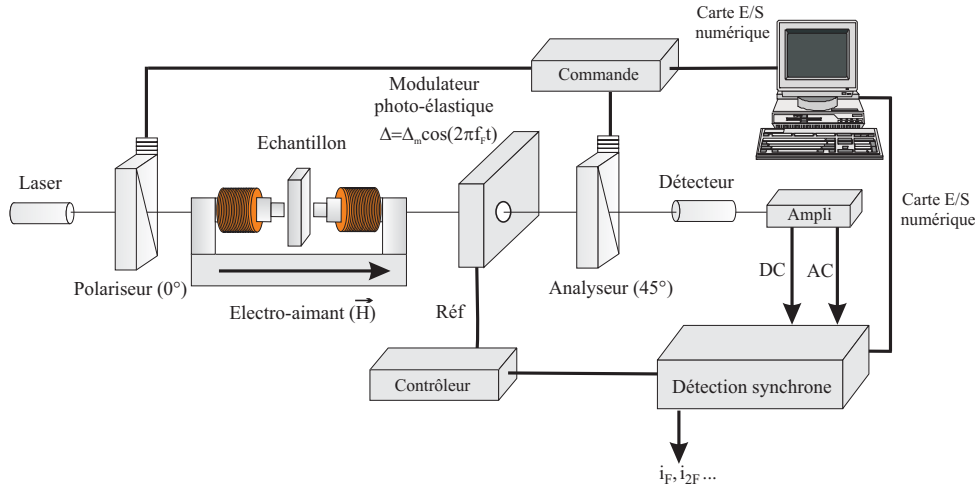 Carte E/S
numérique
Commande
Modulateur
photo-élastique
Δ=Δmcos(2πfFt)
Echantillon
Laser
Détecteur
Carte E/S
numérique
Ampli
Polariseur (0°)
Analyseur (45°)
DC
AC
Electro-aimant (H)
Réf
Contrôleur
Détection synchrone
iF, i2F ...